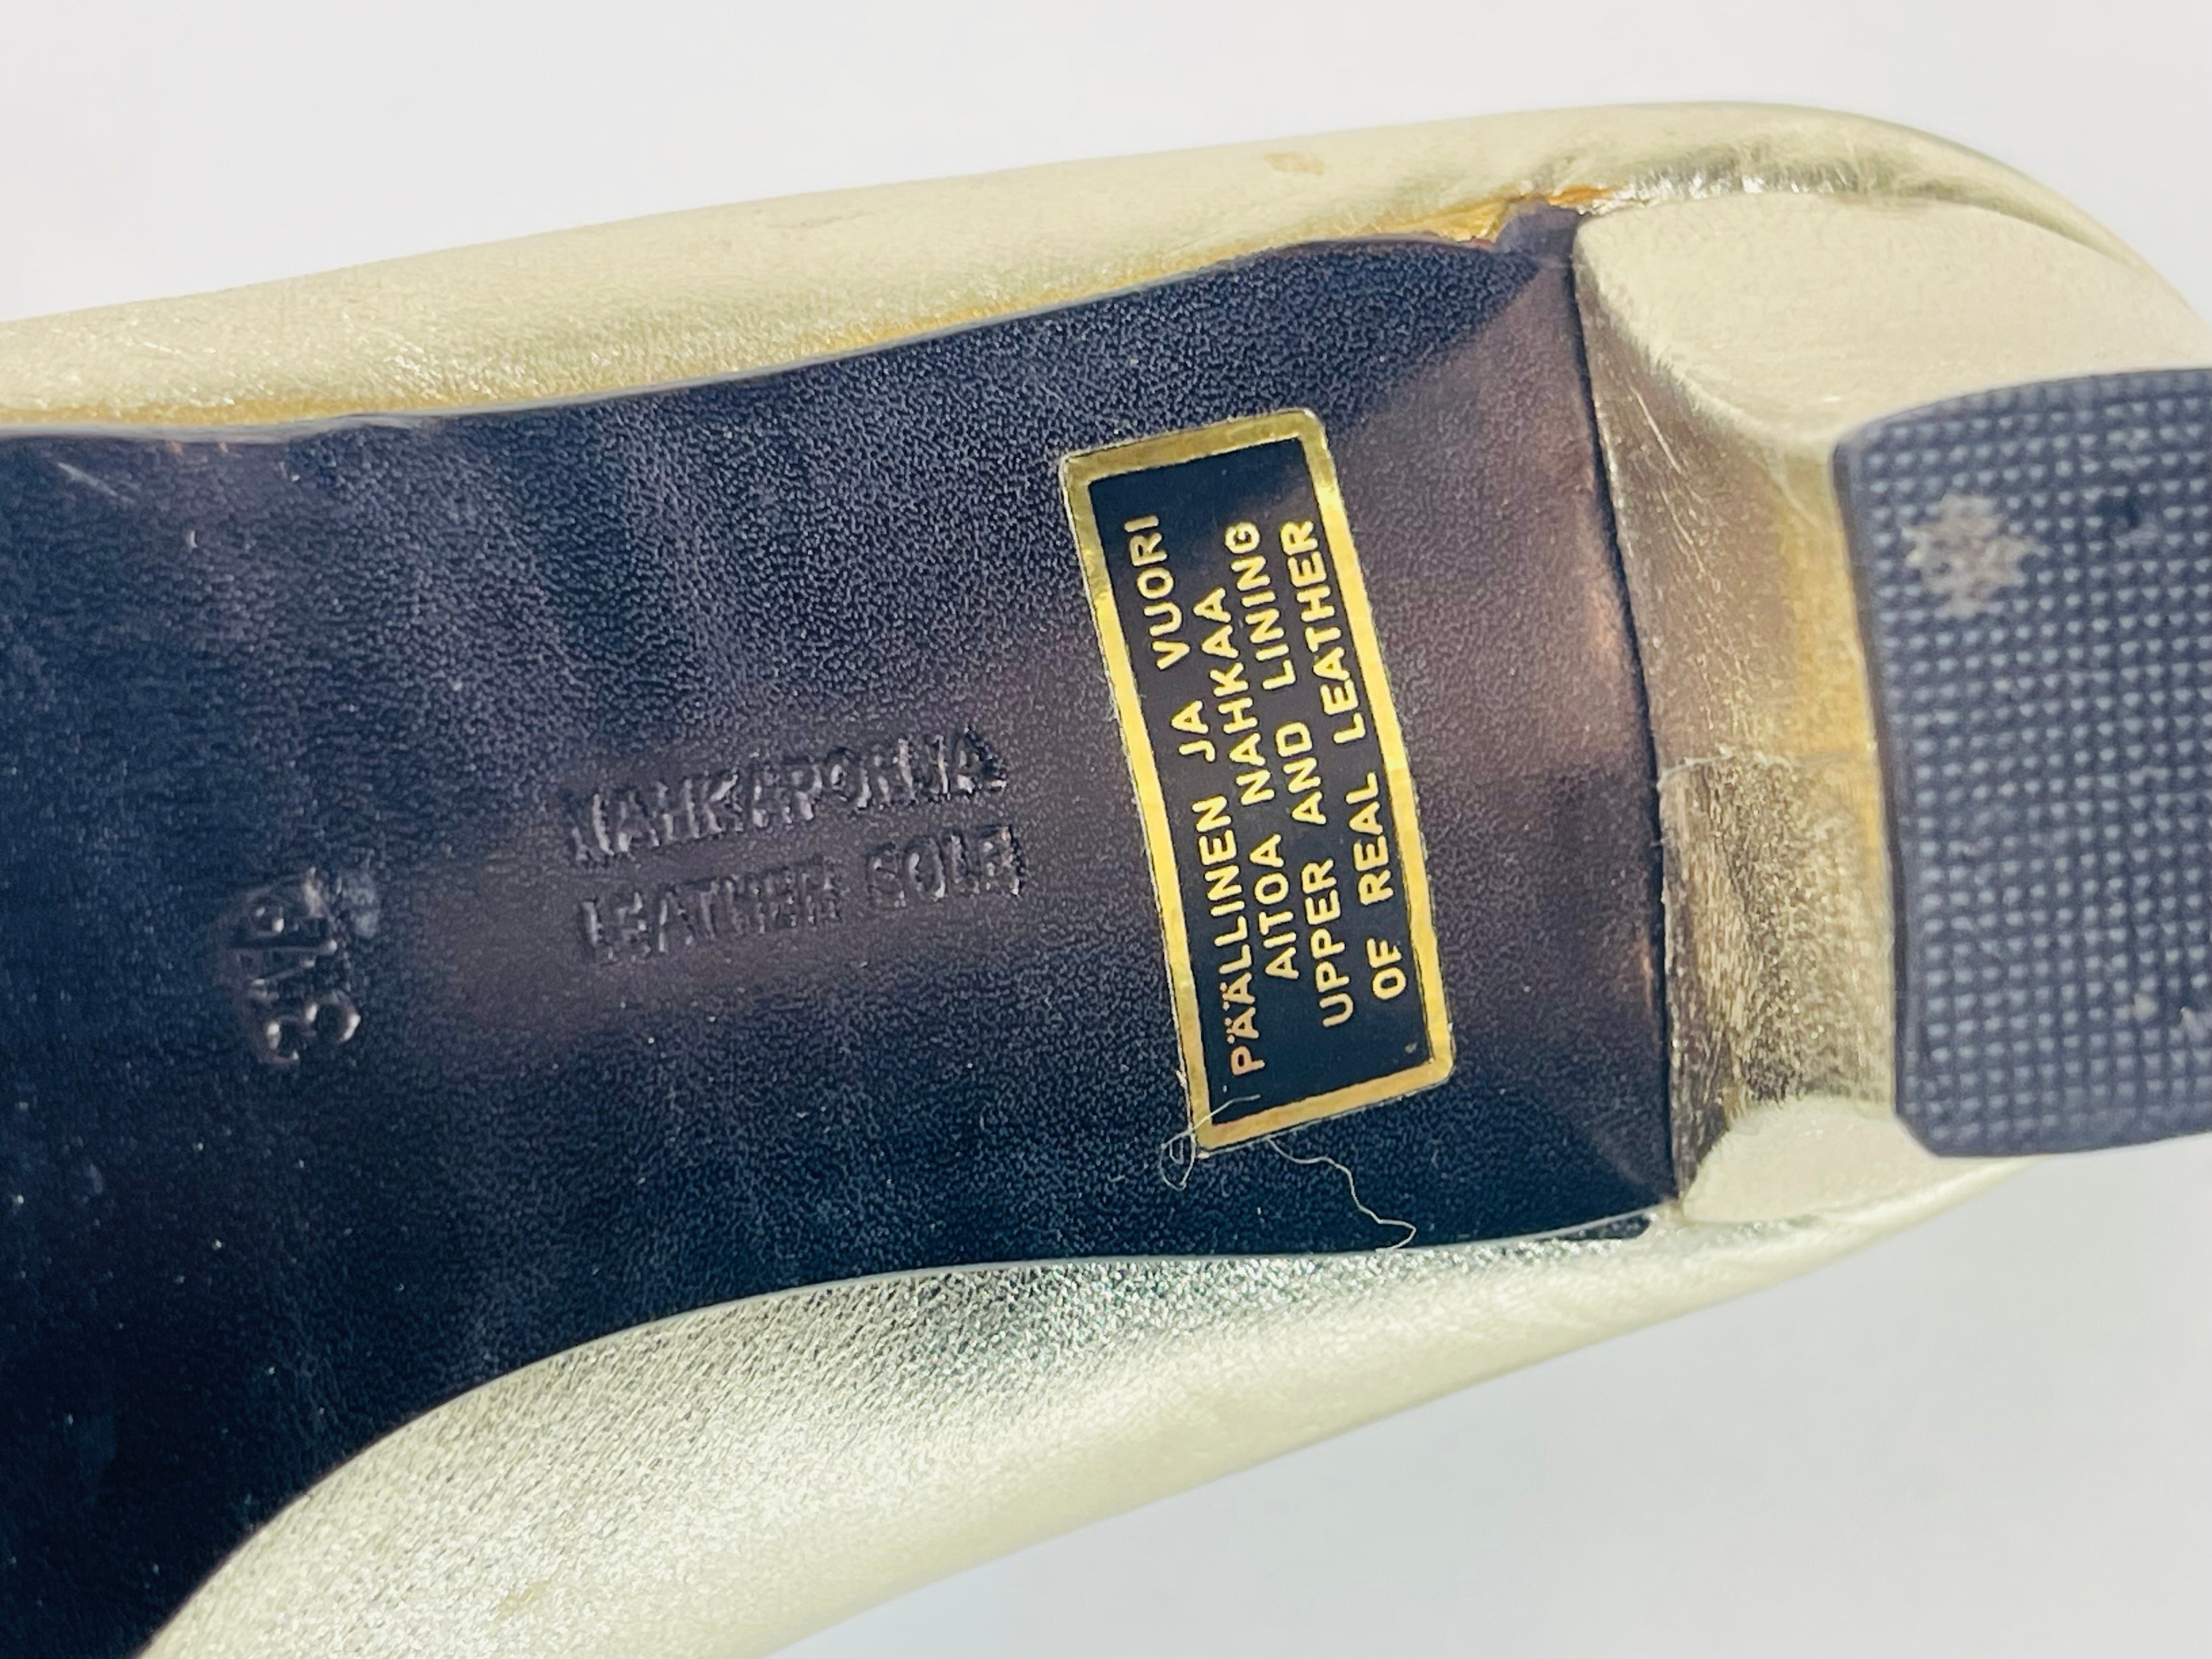 NAHKAPOHJA
LEATHER SOLE
PÄÄLLINEN JA VUORI
AITOA NAHKAA
UPPER AND LINING
OF REAL LEATHER